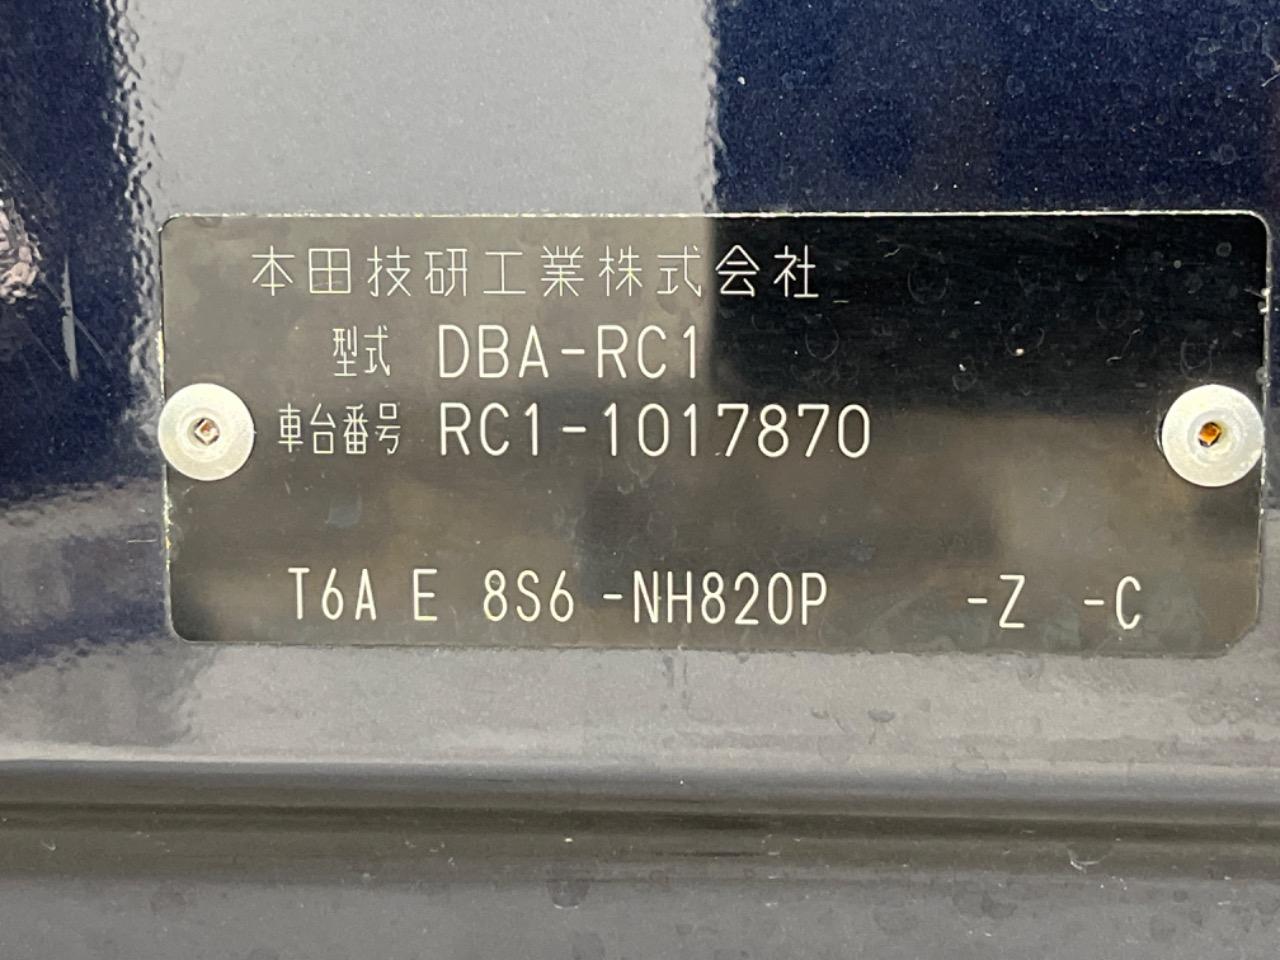 本田技研工業株式会社
型式 DBA-RC1
車台番号 RC1-1017870
T6A E 8S6 -NH820P -Z -C